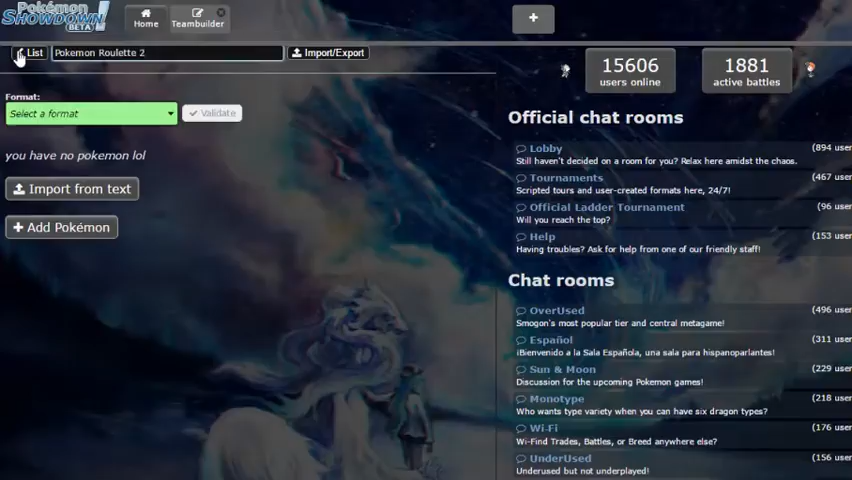 Pokémon
Showdown!
BETA
Home
Teambuilder
+
List
Pokemon Roulette 2
Import/Export
15606
users online
1881
active battles
Format:
Select a format
Validate
you have no pokemon lol
Import from text
+ Add Pokémon
Official chat rooms
Lobby
(894 user
Still haven't decided on a room for you? Relax here amidst the chaos.
Tournaments
(467 user
Scripted tours and user-created formats here, 24/7!
Official Ladder Tournament
(96 user
Will you reach the top?
Help
(153 user
Having troubles? Ask for help from one of our friendly staff!
Chat rooms
OverUsed
(496 user
Smogon's most popular tier and central metagame!
Español
(311 user
¡Bienvenido a la Sala Española, una sala para hispanoparlantes!
Sun & Moon
(229 user
Discussion for the upcoming Pokemon games!
Monotype
(218 user
Who wants type variety when you can have six dragon types?
Wi-Fi
(176 user
Wi-Find Trades, Battles, or Breed anywhere else?
UnderUsed
(156 user
Underused but not underplayed!